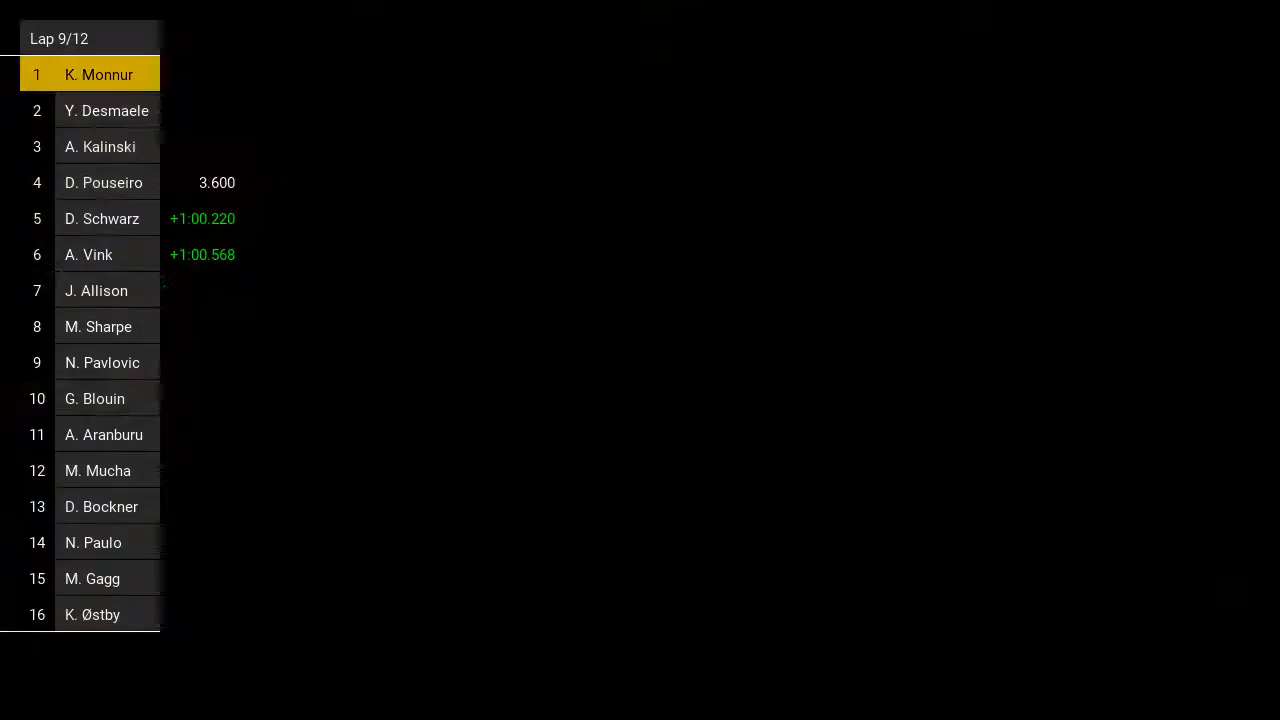 Lap 9/12
1 K. Monnur
2 Y. Desmaele
3 A. Kalinski
4 D. Pouseiro 3.600
5 D. Schwarz +1:00.220
6 A. Vink +1:00.568
7 J. Allison
8 M. Sharpe
9 N. Pavlovic
10 G. Blouin
11 A. Aranburu
12 M. Mucha
13 D. Bockner
14 N. Paulo
15 M. Gagg
16 K. Østby